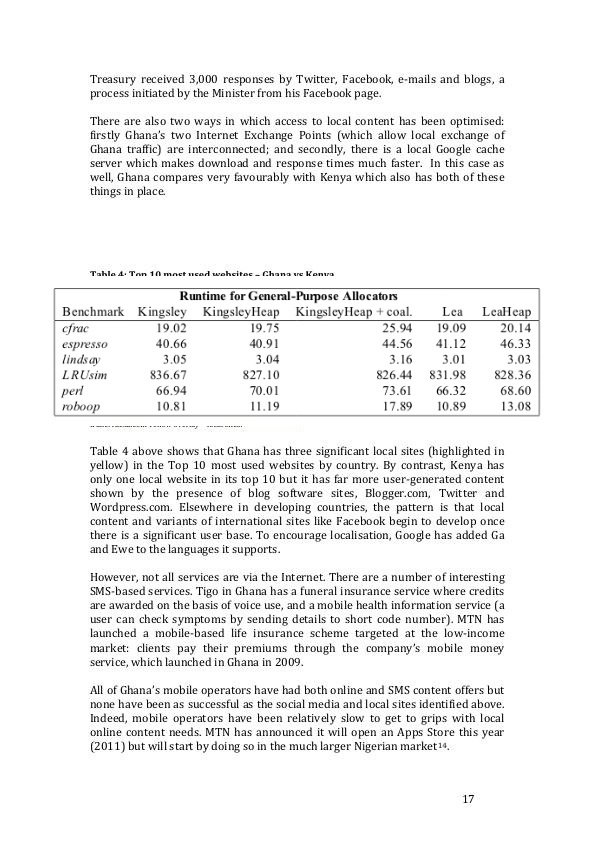 Treasury received 3,000 responses by Twitter, Facebook, e-mails and blogs, a
process initiated by the Minister from his Facebook page.
There are also two ways in which access to local content has been optimised:
firstly Ghana's two Internet Exchange Points (which allow local exchange of
Ghana traffic) are interconnected; and secondly, there is a local Google cache
server which makes download and response times much faster. In this case as
well, Ghana compares very favourably with Kenya which also has both of these
things in place.
Table 4: Top 10 most used websites – Ghana vs Kenya
Runtime for General-Purpose Allocators
Benchmark Kingsley KingsleyHeap KingsleyHeap + coal. Lea LeaHeap
cfrac 19.02 19.75 25.94 19.09 20.14
espresso 40.66 40.91 44.56 41.12 46.33
lindsay 3.05 3.04 3.16 3.01 3.03
LRUsim 836.67 827.10 826.44 831.98 828.36
perl 66.94 70.01 73.61 66.32 68.60
roboop 10.81 11.19 17.89 10.89 13.08
Table 4 above shows that Ghana has three significant local sites (highlighted in
yellow) in the Top 10 most used websites by country. By contrast, Kenya has
only one local website in its top 10 but it has far more user-generated content
shown by the presence of blog software sites, Blogger.com, Twitter and
Wordpress.com. Elsewhere in developing countries, the pattern is that local
content and variants of international sites like Facebook begin to develop once
there is a significant user base. To encourage localisation, Google has added Ga
and Ewe to the languages it supports.
However, not all services are via the Internet. There are a number of interesting
SMS-based services. Tigo in Ghana has a funeral insurance service where credits
are awarded on the basis of voice use, and a mobile health information service (a
user can check symptoms by sending details to short code number). MTN has
launched a mobile-based life insurance scheme targeted at the low-income
market: clients pay their premiums through the company's mobile money
service, which launched in Ghana in 2009.
All of Ghana's mobile operators have had both online and SMS content offers but
none have been as successful as the social media and local sites identified above.
Indeed, mobile operators have been relatively slow to get to grips with local
online content needs. MTN has announced it will open an Apps Store this year
(2011) but will start by doing so in the much larger Nigerian market14.
17